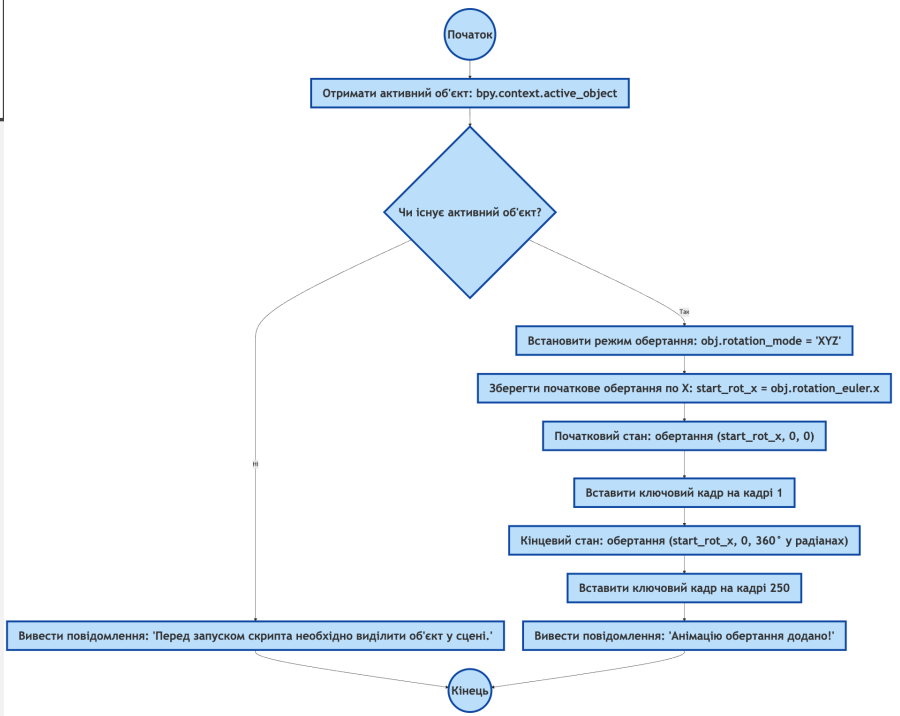 Початок
Отримати активний об'єкт: bpy.context.active_object
Чи існує активний об'єкт?
Так
Встановити режим обертання: obj.rotation_mode = 'XYZ'
Зберегти початкове обертання по X: start_rot_x = obj.rotation_euler.x
Початковий стан: обертання (start_rot_x, 0, 0)
Ні
Вставити ключовий кадр на кадрі 1
Кінцевий стан: обертання (start_rot_x, 0, 360° у радіанах)
Вставити ключовий кадр на кадрі 250
Вивести повідомлення: 'Перед запуском скрипта необхідно виділити об'єкт у сцені.'
Вивести повідомлення: 'Анімацію обертання додано!'
Кінець